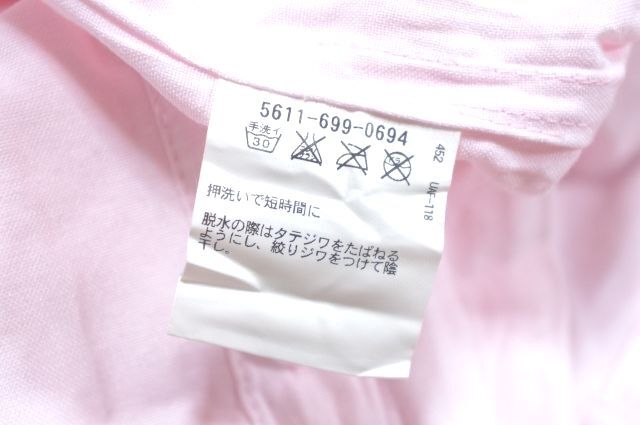 5611-699-0694
手洗イ
30
452 UNF-118
押洗いで短時間に
脱水の際はタテジワをたばねる
ようにし、絞りジワをつけて陰
干し。